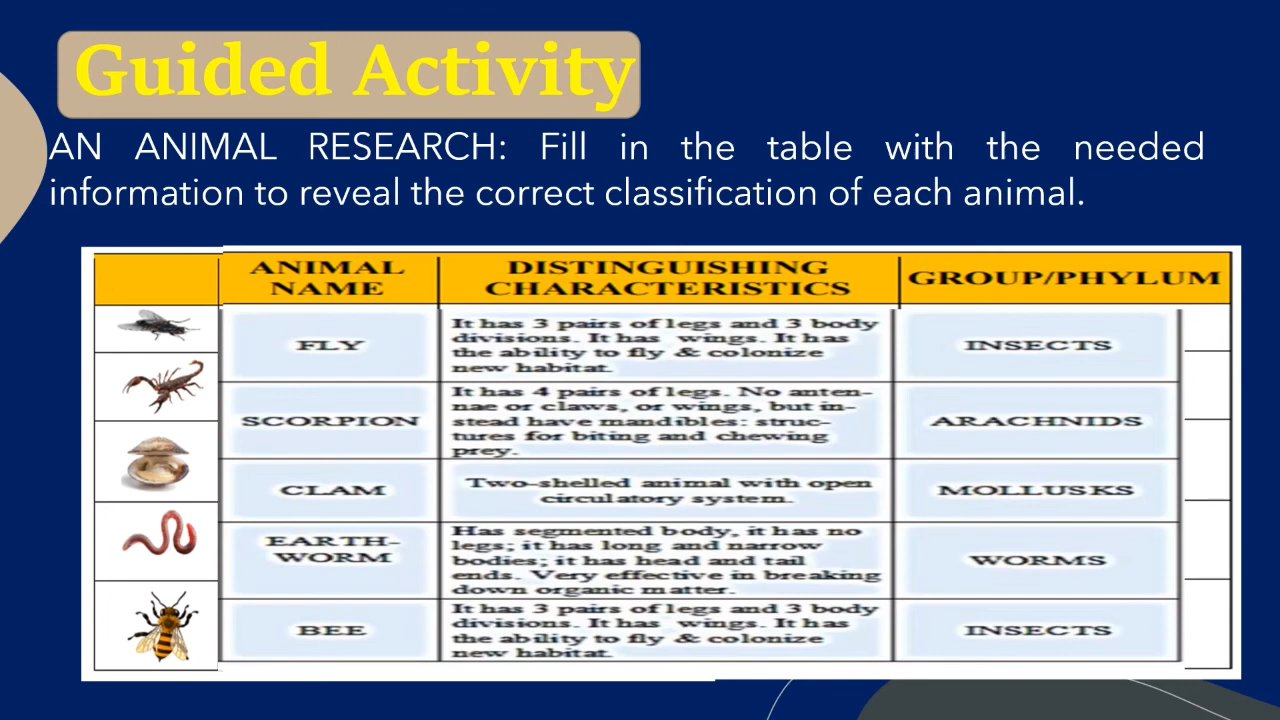 Guided Activity
AN ANIMAL RESEARCH: Fill in the table with the needed
information to reveal the correct classification of each animal.
ANIMAL
NAME
DISTINGUISHING
CHARACTERISTICS
GROUP/PHYLUM
FLY
It has 3 pairs of legs and 3 body
divisions. It has wings. It has
the ability to fly & colonize
new habitat.
INSECTS
SCORPION
It has 4 pairs of legs. No anten-
nae or claws, or wings, but in-
stead have mandibles: struc-
tures for biting and chewing
prey.
ARACHNIDS
CLAM
Two-shelled animal with open
circulatory system.
MOLLUSKS
EARTH-
WORM
Has segmented body, it has no
legs; it has long and narrow
bodies; it has head and tail
ends. Very effective in breaking
down organic matter.
WORMS
BEE
It has 3 pairs of legs and 3 body
divisions. It has wings. It has
the ability to fly & colonize
new habitat.
INSECTS